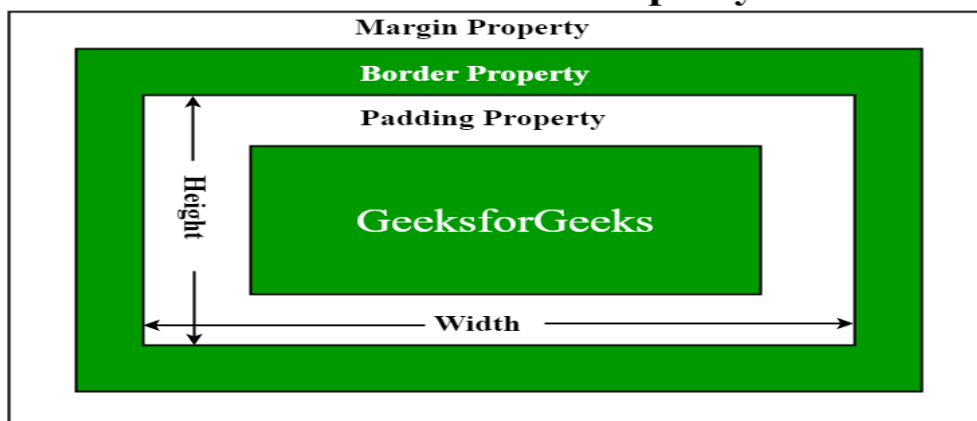 Margin Property
Border Property
Padding Property
Height
GeeksforGeeks
Width